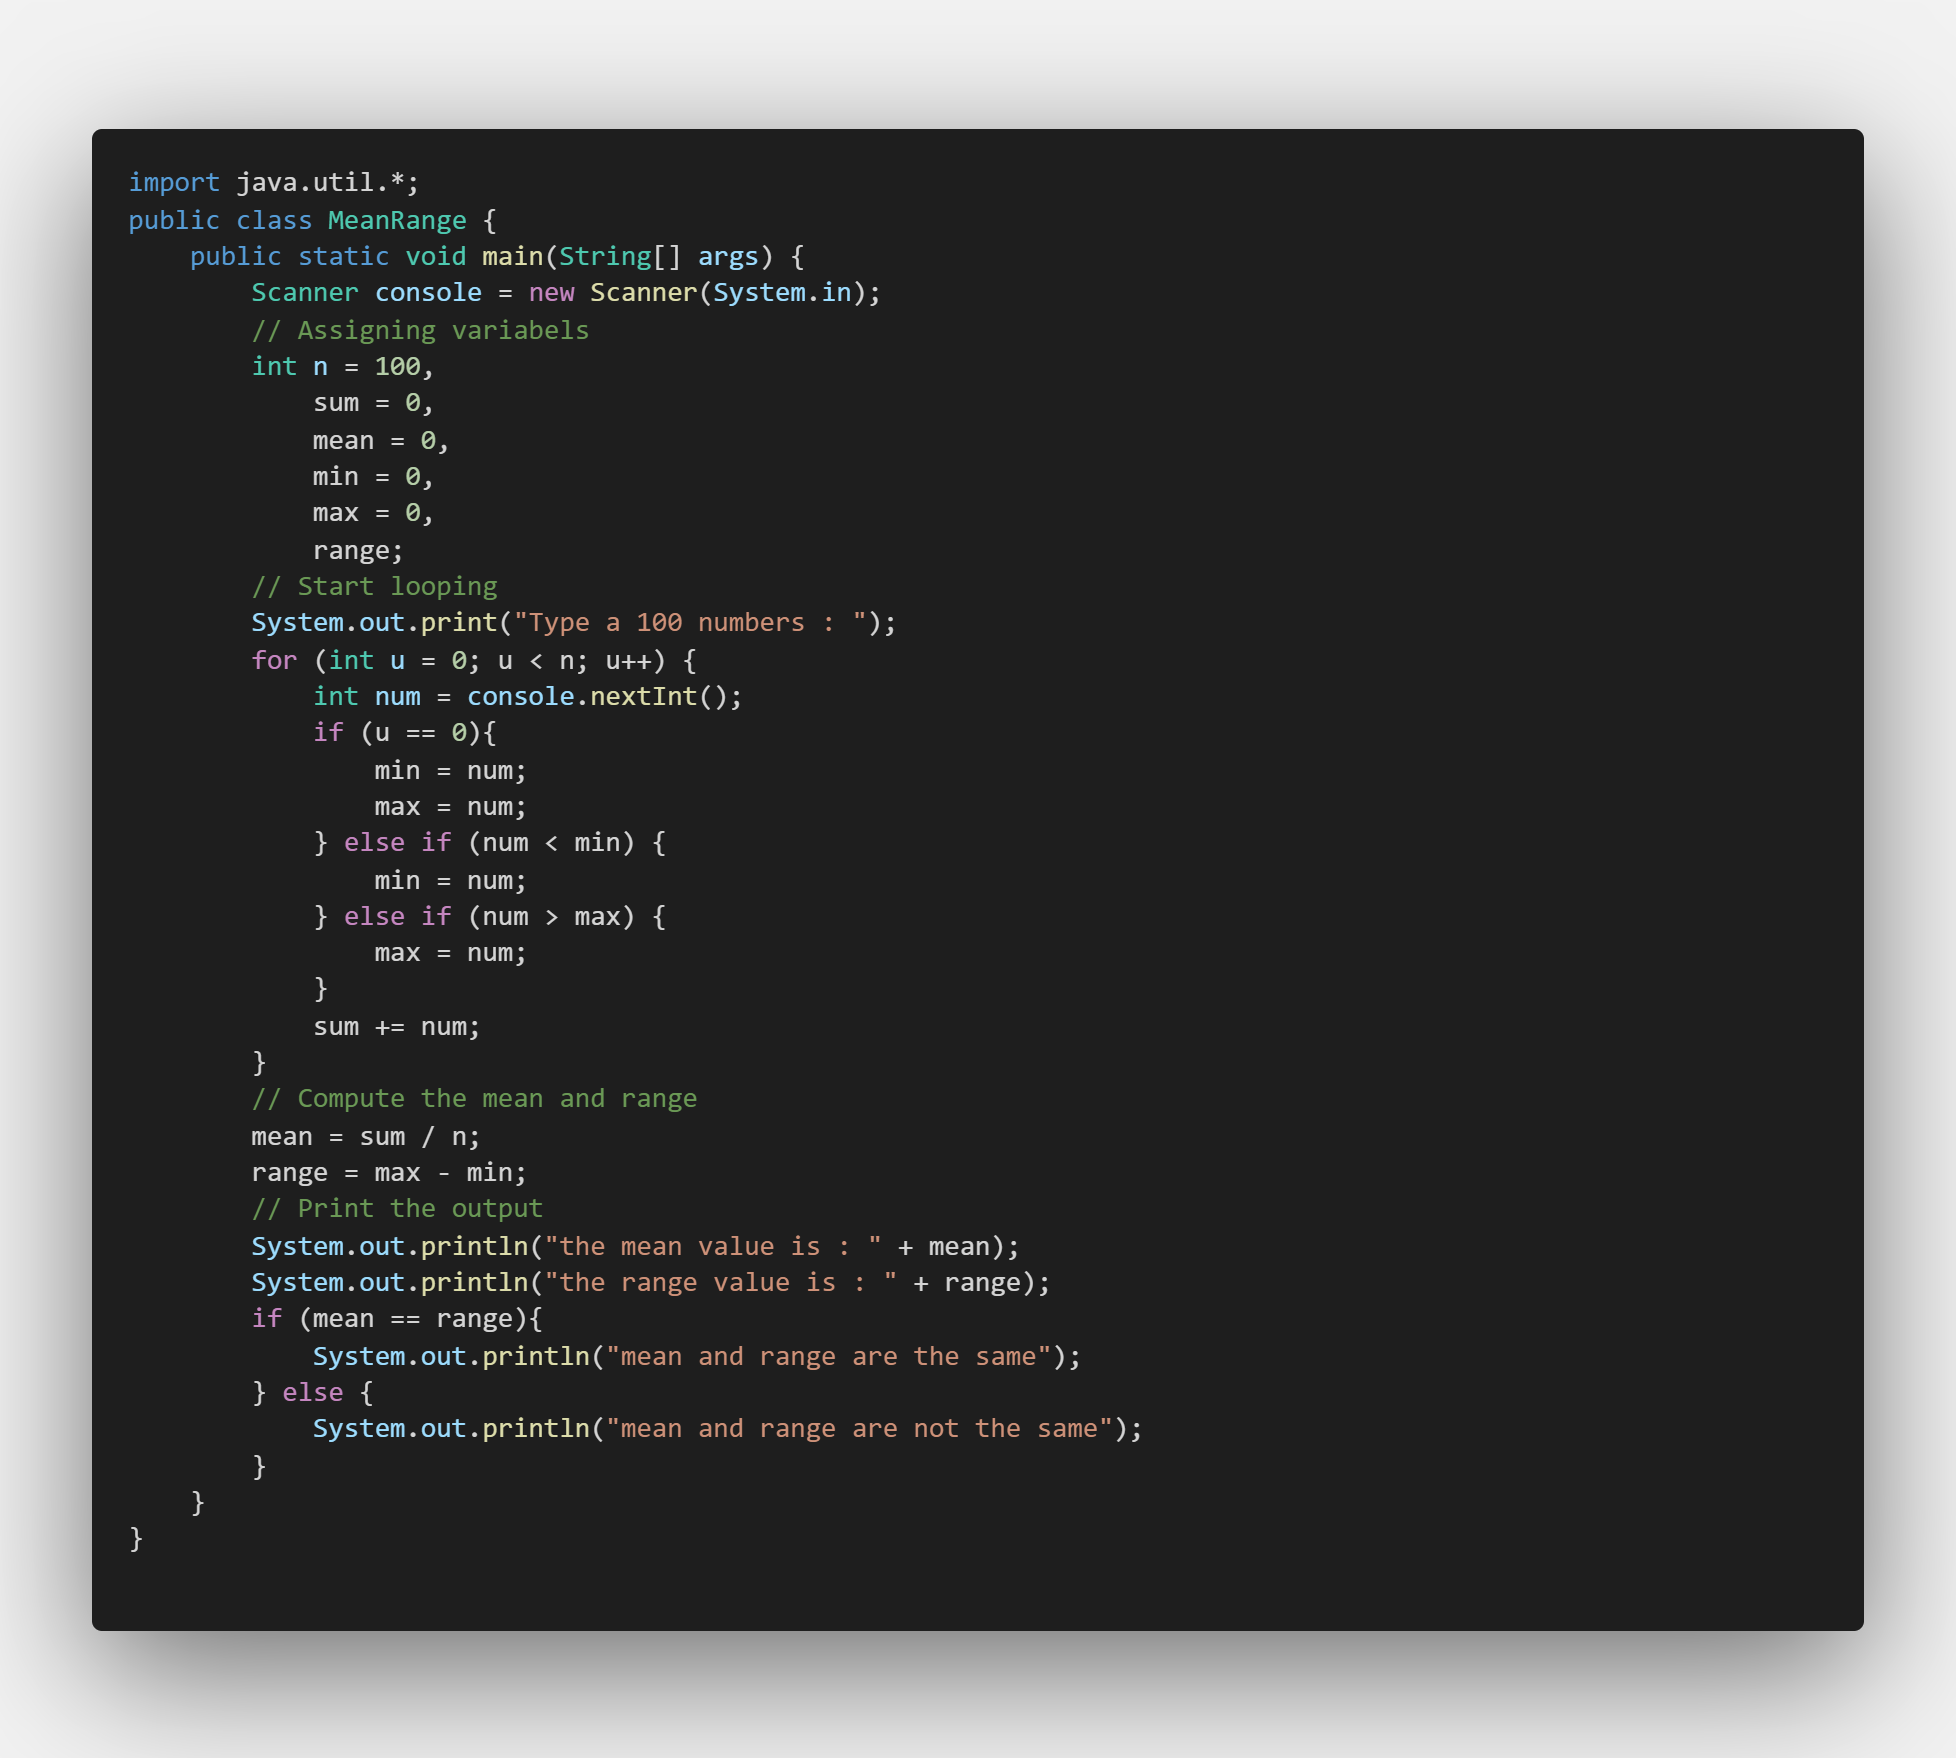 import java.util.*;
public class MeanRange {
    public static void main(String[] args) {
        Scanner console = new Scanner(System.in);
        // Assigning variabels
        int n = 100,
            sum = 0,
            mean = 0,
            min = 0,
            max = 0,
            range;
        // Start looping
        System.out.print("Type a 100 numbers : ");
        for (int u = 0; u < n; u++) {
            int num = console.nextInt();
            if (u == 0){
                min = num;
                max = num;
            } else if (num < min) {
                min = num;
            } else if (num > max) {
                max = num;
            }
            sum += num;
        }
        // Compute the mean and range
        mean = sum / n;
        range = max - min;
        // Print the output
        System.out.println("the mean value is : " + mean);
        System.out.println("the range value is : " + range);
        if (mean == range){
            System.out.println("mean and range are the same");
        } else {
            System.out.println("mean and range are not the same");
        }
    }
}